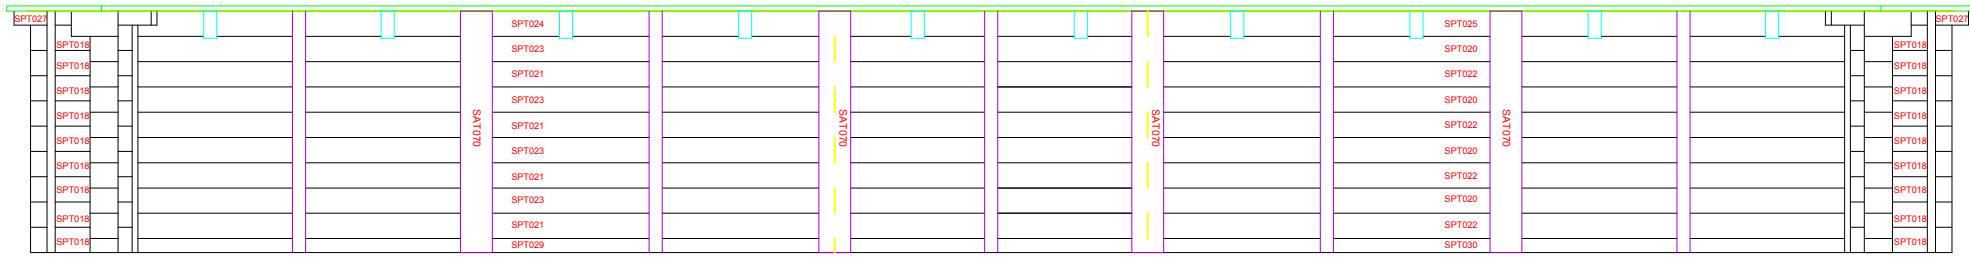 SPT027 SPT024 SPT025 SPT027
SPT018 SPT023 SPT020 SPT018
SPT018 SPT021 SPT022 SPT018
SPT018 SPT023 SPT020 SPT018
SPT018 SPT021 SPT022 SPT018
SAT070 SAT070 SAT070 SAT070
SPT018 SPT023 SPT020 SPT018
SPT018 SPT021 SPT022 SPT018
SPT018 SPT023 SPT020 SPT018
SPT018 SPT021 SPT022 SPT018
SPT018 SPT029 SPT030 SPT018